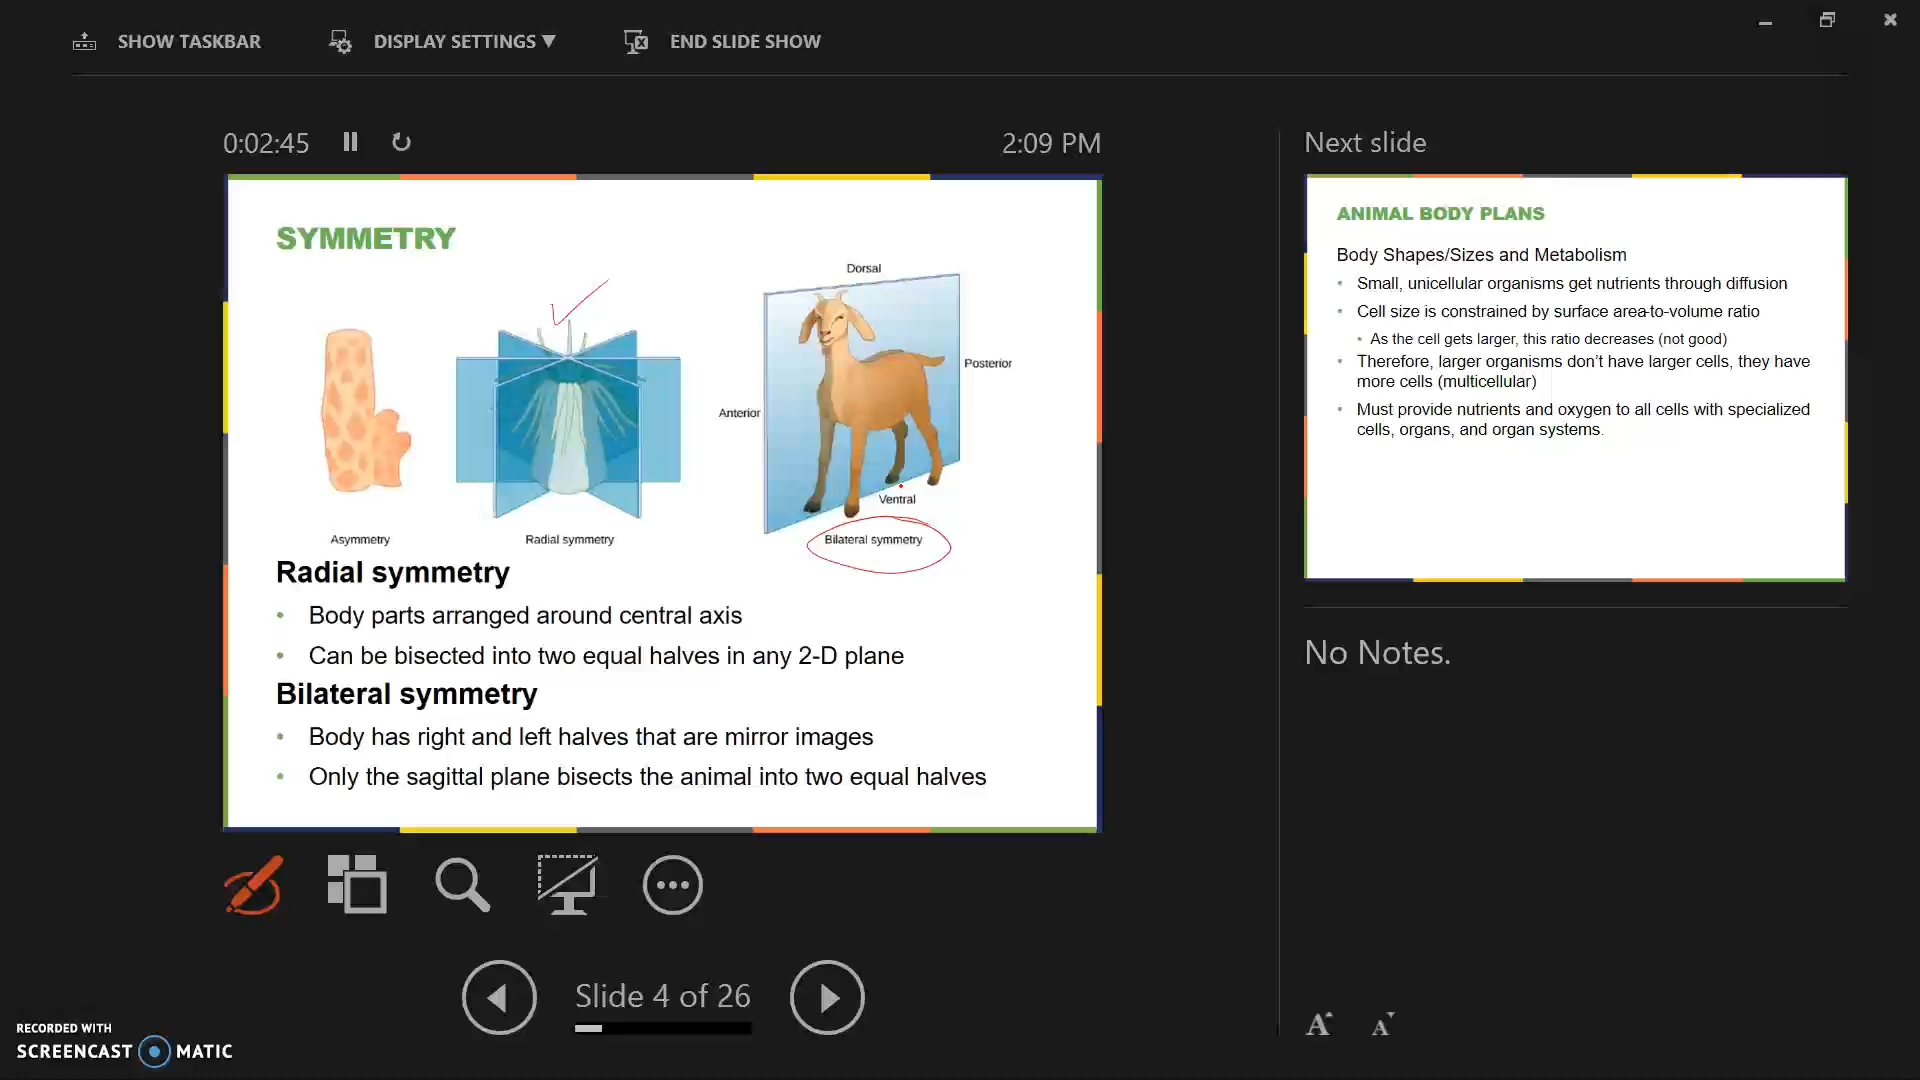 SHOW TASKBAR
DISPLAY SETTINGS ▼
END SLIDE SHOW
0:02:45
2:09 PM
SYMMETRY
Dorsal
Posterior
Anterior
Ventral
Asymmetry
Radial symmetry
Bilateral symmetry
Radial symmetry
• Body parts arranged around central axis
• Can be bisected into two equal halves in any 2-D plane
Bilateral symmetry
• Body has right and left halves that are mirror images
• Only the sagittal plane bisects the animal into two equal halves
Slide 4 of 26
Next slide
ANIMAL BODY PLANS
Body Shapes/Sizes and Metabolism
• Small, unicellular organisms get nutrients through diffusion
• Cell size is constrained by surface area-to-volume ratio
• As the cell gets larger, this ratio decreases (not good)
• Therefore, larger organisms don’t have larger cells, they have
more cells (multicellular)
• Must provide nutrients and oxygen to all cells with specialized
cells, organs, and organ systems.
No Notes.
A A
RECORDED WITH
SCREENCAST MATIC